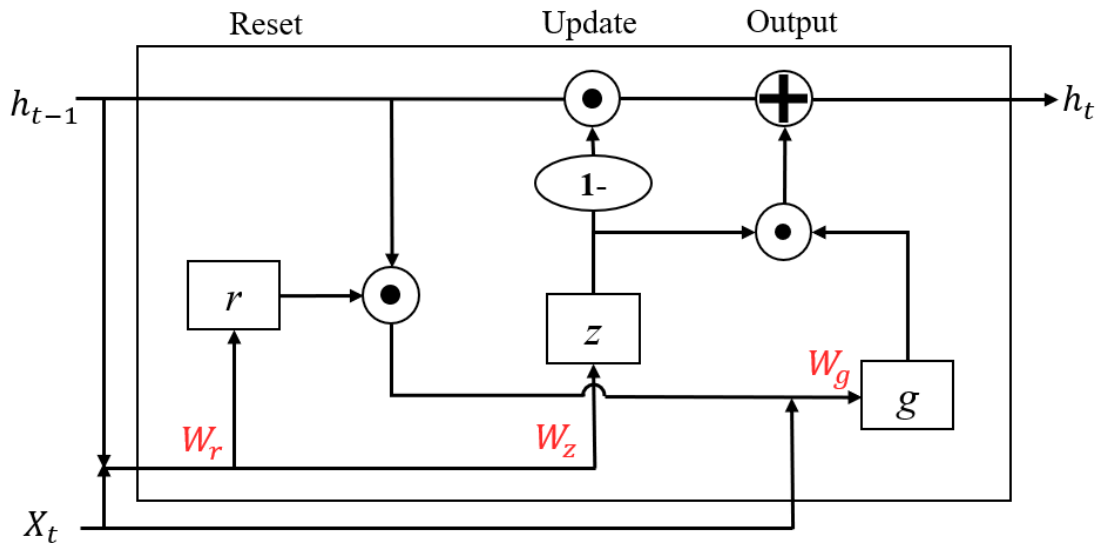 Reset Update Output
h_{t-1}
h_t
1-
r
z
W_g
g
W_r
W_z
X_t